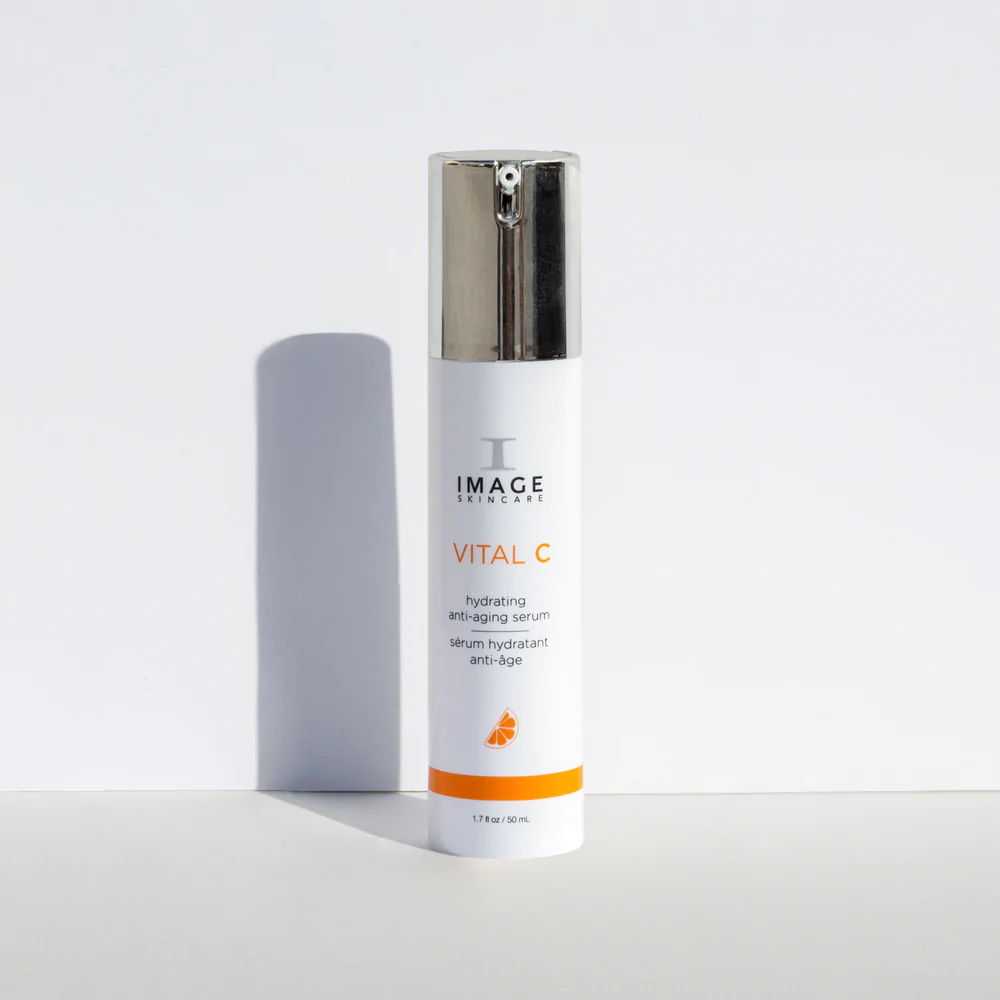 IMAGE
SKINCARE
VITAL C
hydrating
anti-aging serum
sérum hydratant
anti-âge
1.7 fl oz / 50 mL